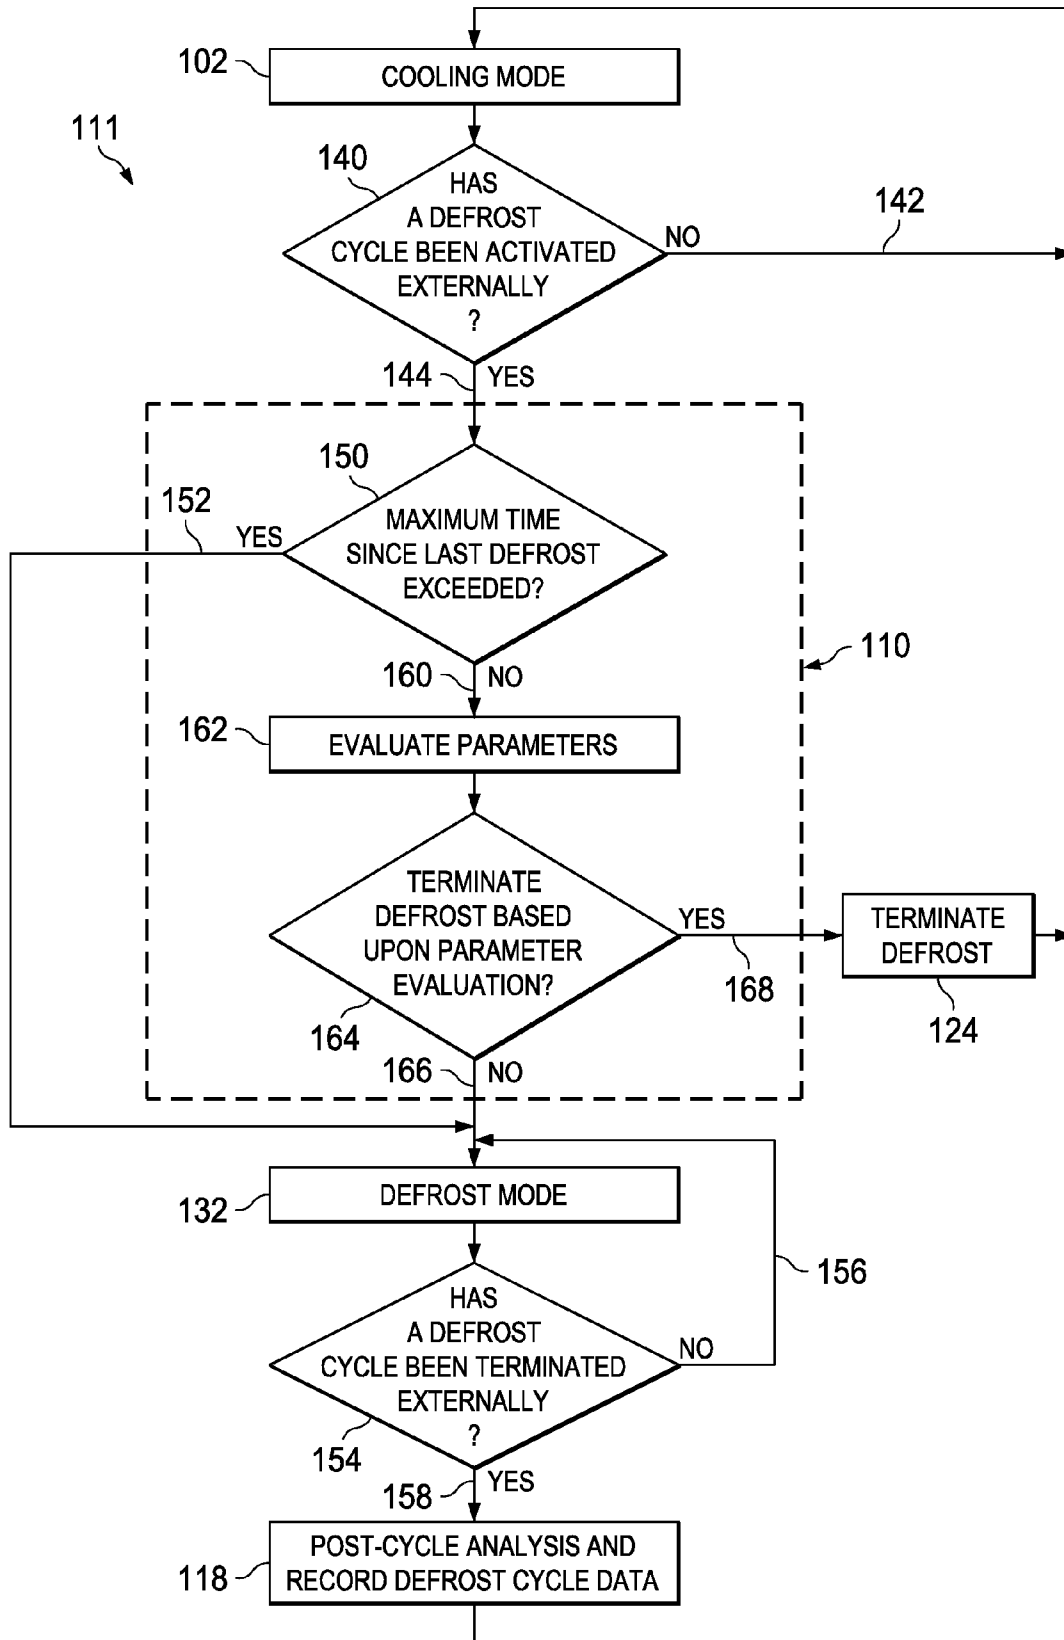 102
COOLING MODE
111
140
HAS
A DEFROST
CYCLE BEEN ACTIVATED
EXTERNALLY
?
NO
142
144
YES
150
152
YES
MAXIMUM TIME
SINCE LAST DEFROST
EXCEEDED?
110
160
NO
162
EVALUATE PARAMETERS
TERMINATE
DEFROST BASED
UPON PARAMETER
EVALUATION?
YES
168
TERMINATE
DEFROST
124
164
166
NO
132
DEFROST MODE
156
HAS
A DEFROST
CYCLE BEEN TERMINATED
EXTERNALLY
?
NO
154
158
YES
118
POST-CYCLE ANALYSIS AND
RECORD DEFROST CYCLE DATA